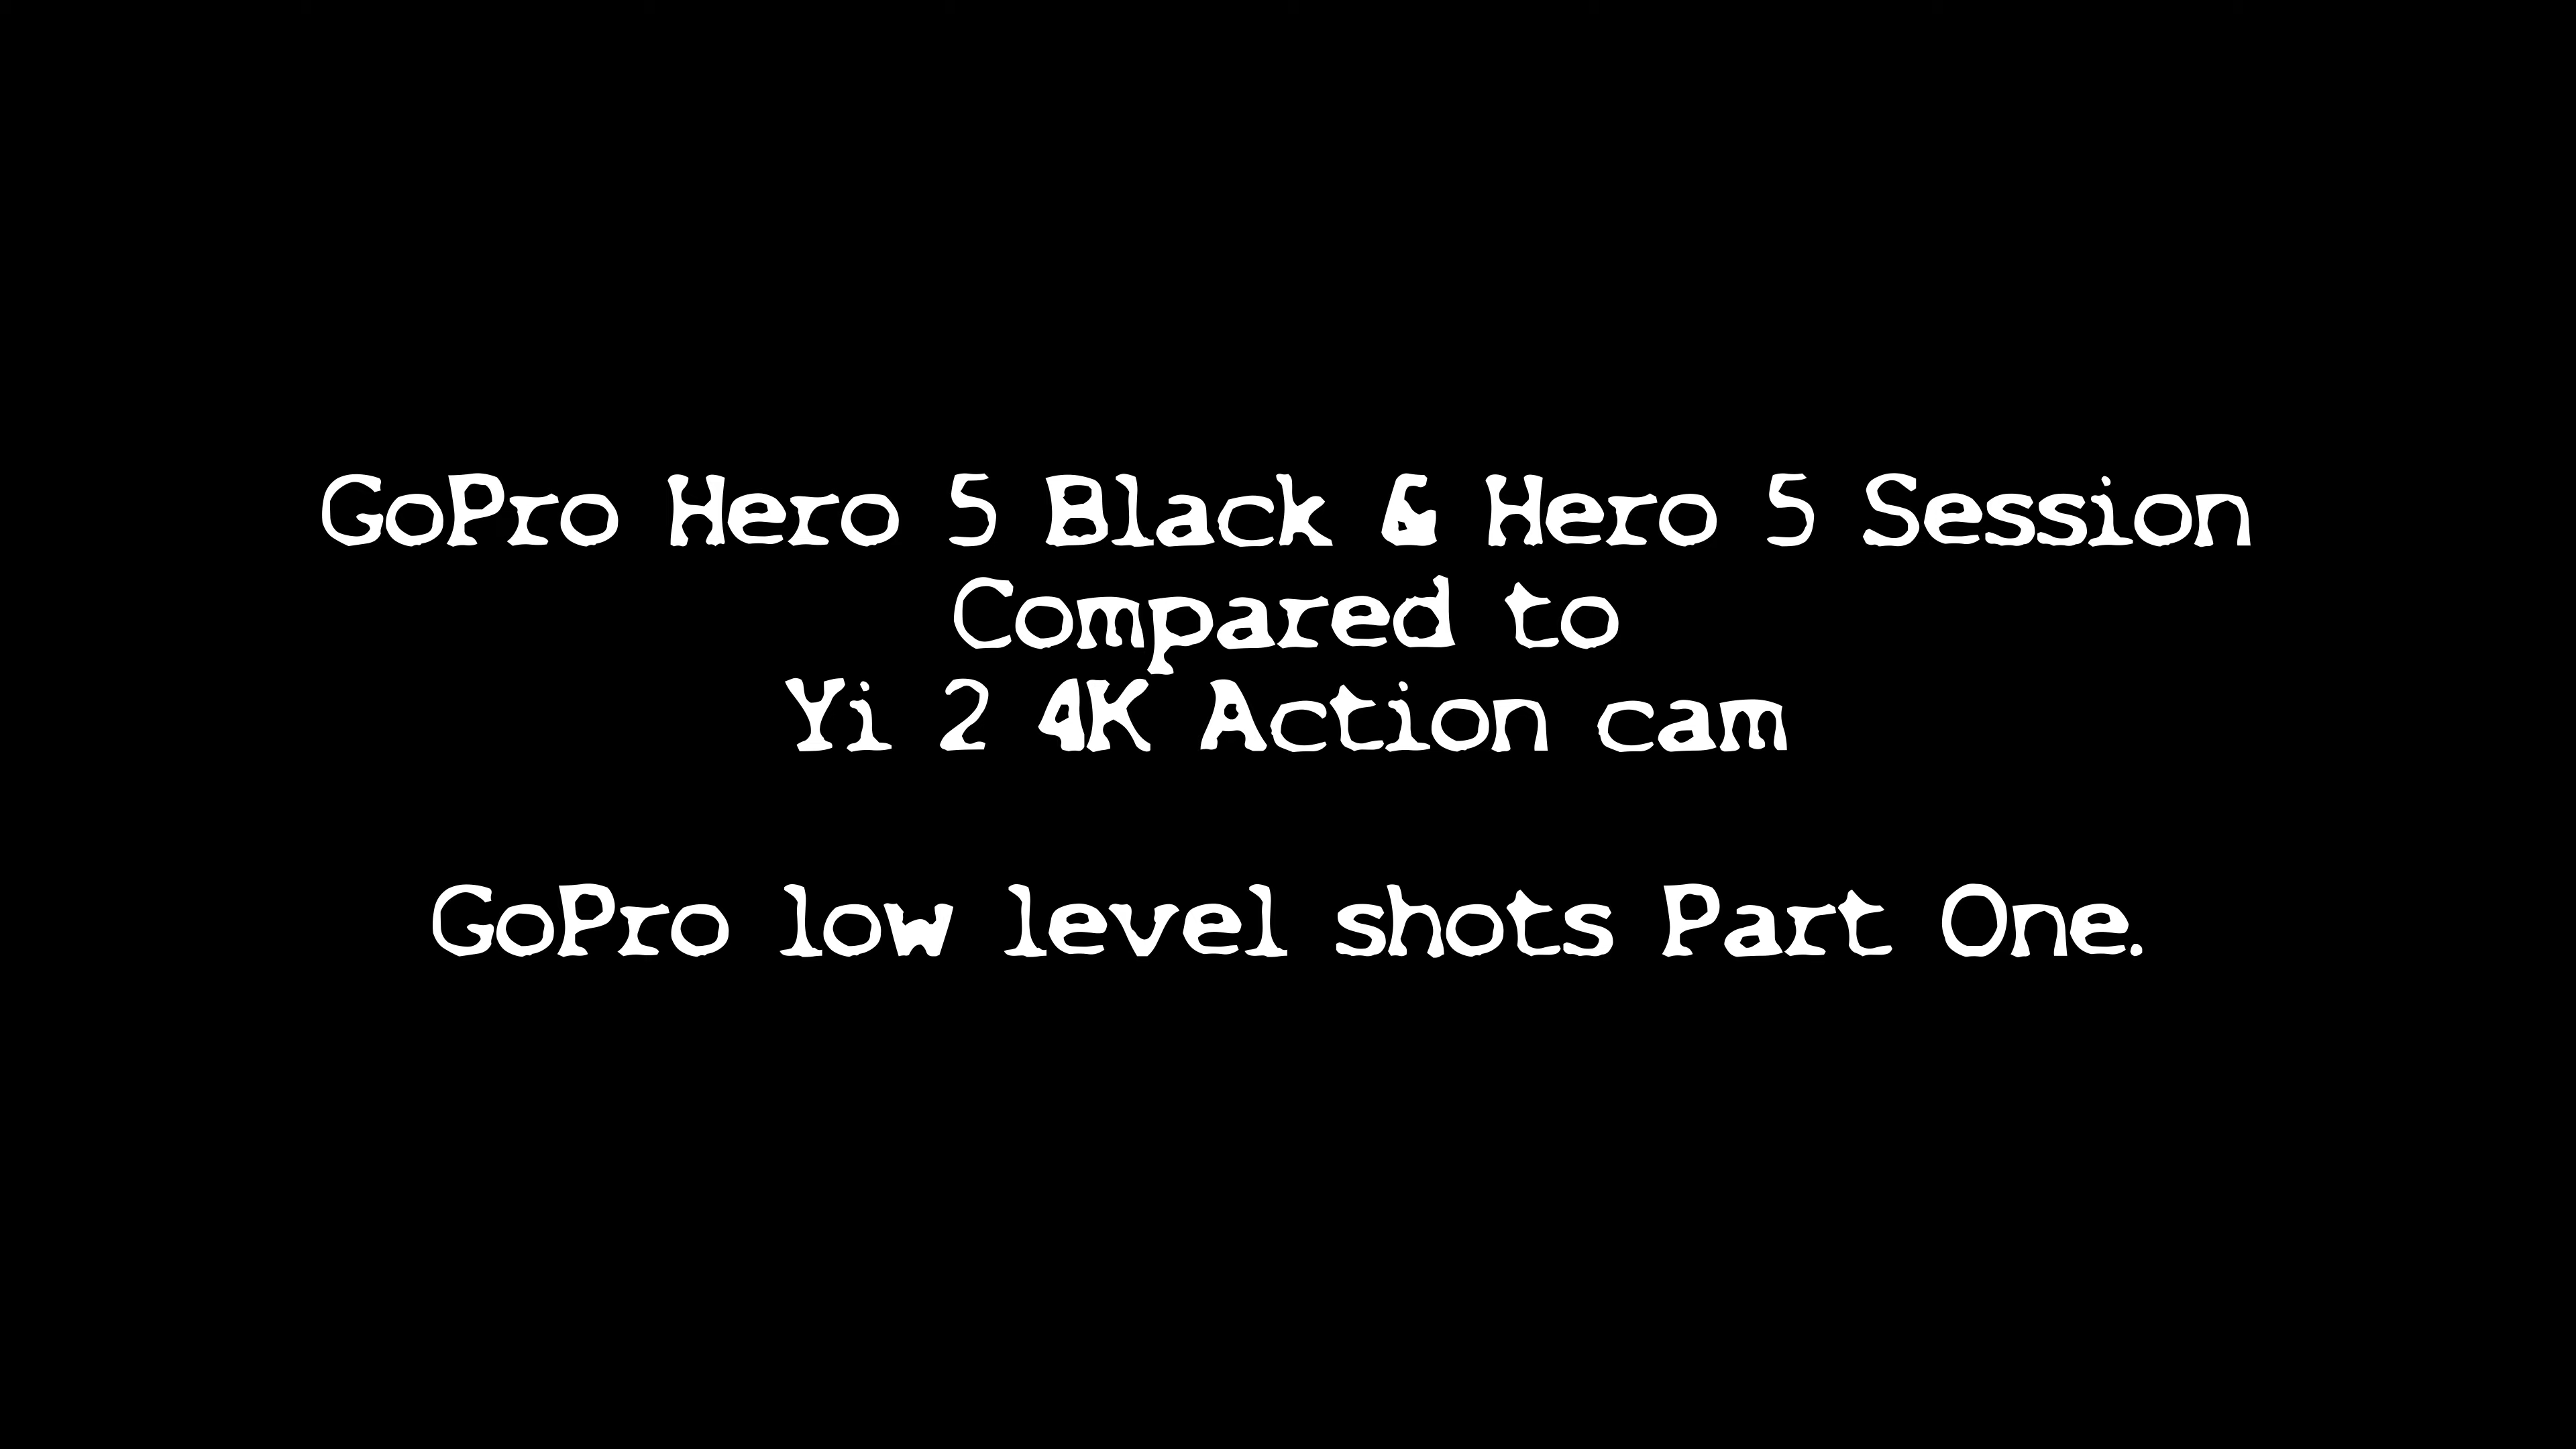 GoPro Hero 5 Black & Hero 5 Session
Compared to
Yi 2 4K Action cam
GoPro low level shots Part One.